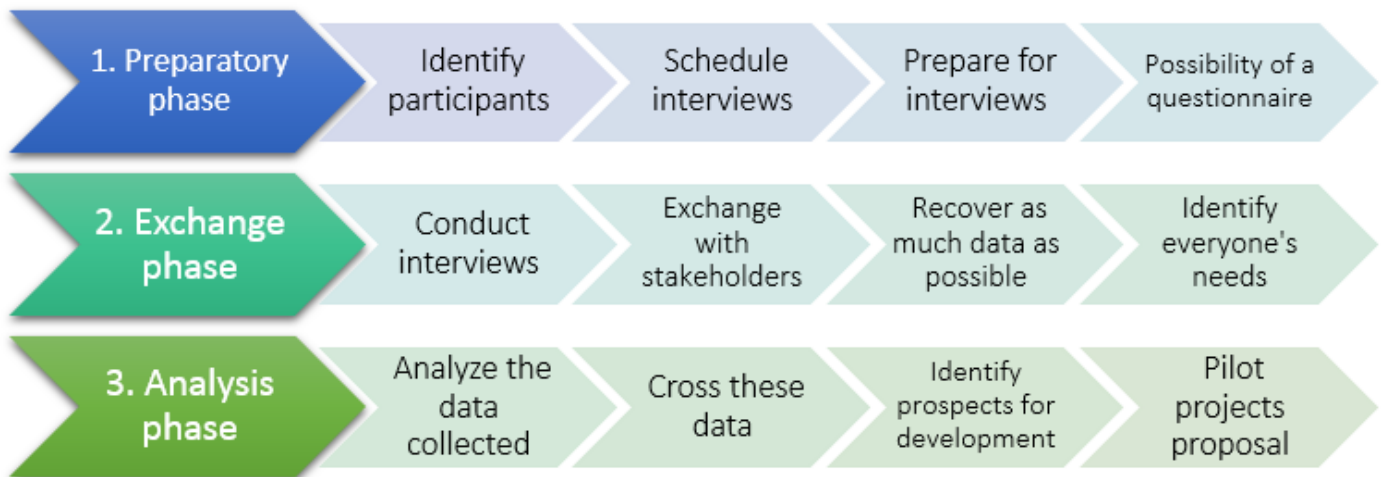 1. Preparatory
phase
Identify
participants
Schedule
interviews
Prepare for
interviews
Possibility of a
questionnaire
2. Exchange
phase
Conduct
interviews
Exchange
with
stakeholders
Recover as
much data as
possible
Identify
everyone's
needs
3. Analysis
phase
Analyze the
data
collected
Cross these
data
Identify
prospects for
development
Pilot
projects
proposal